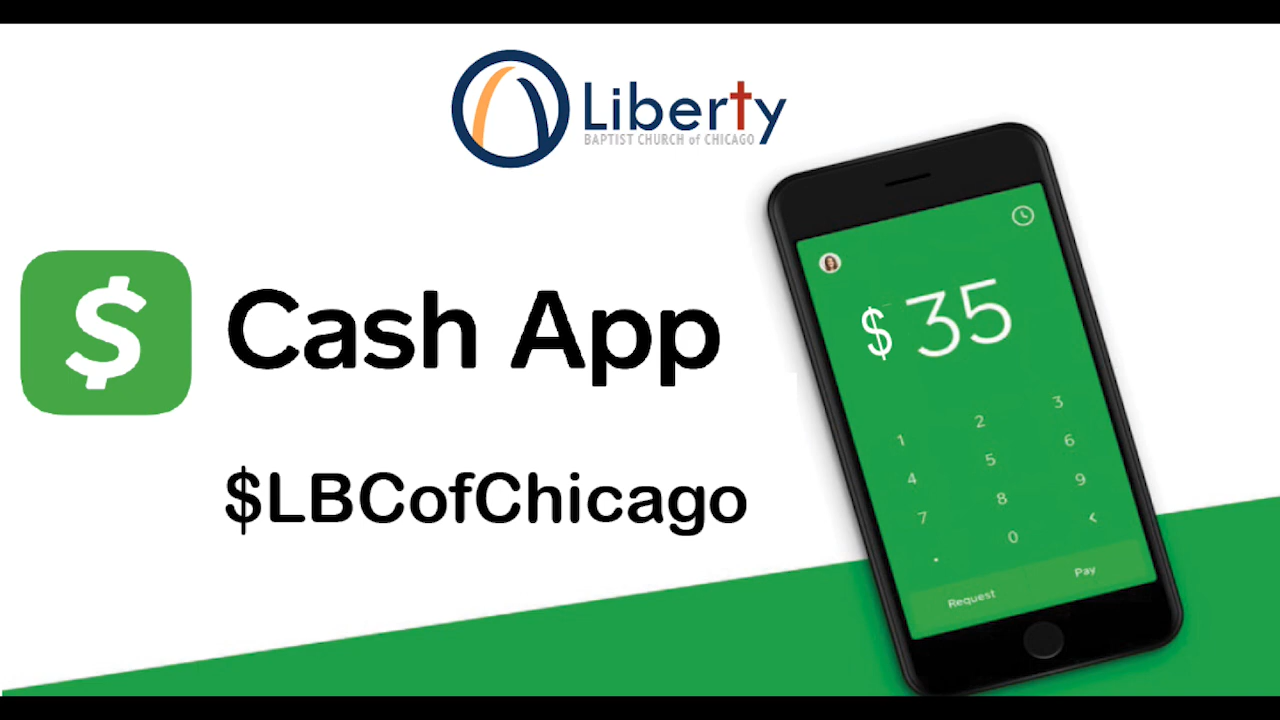 Liberty
BAPTIST CHURCH of CHICAGO
$
Cash App
$LBCofChicago
$ 35
1 2 3
4 5 6
7 8 9
. 0 <
Request Pay